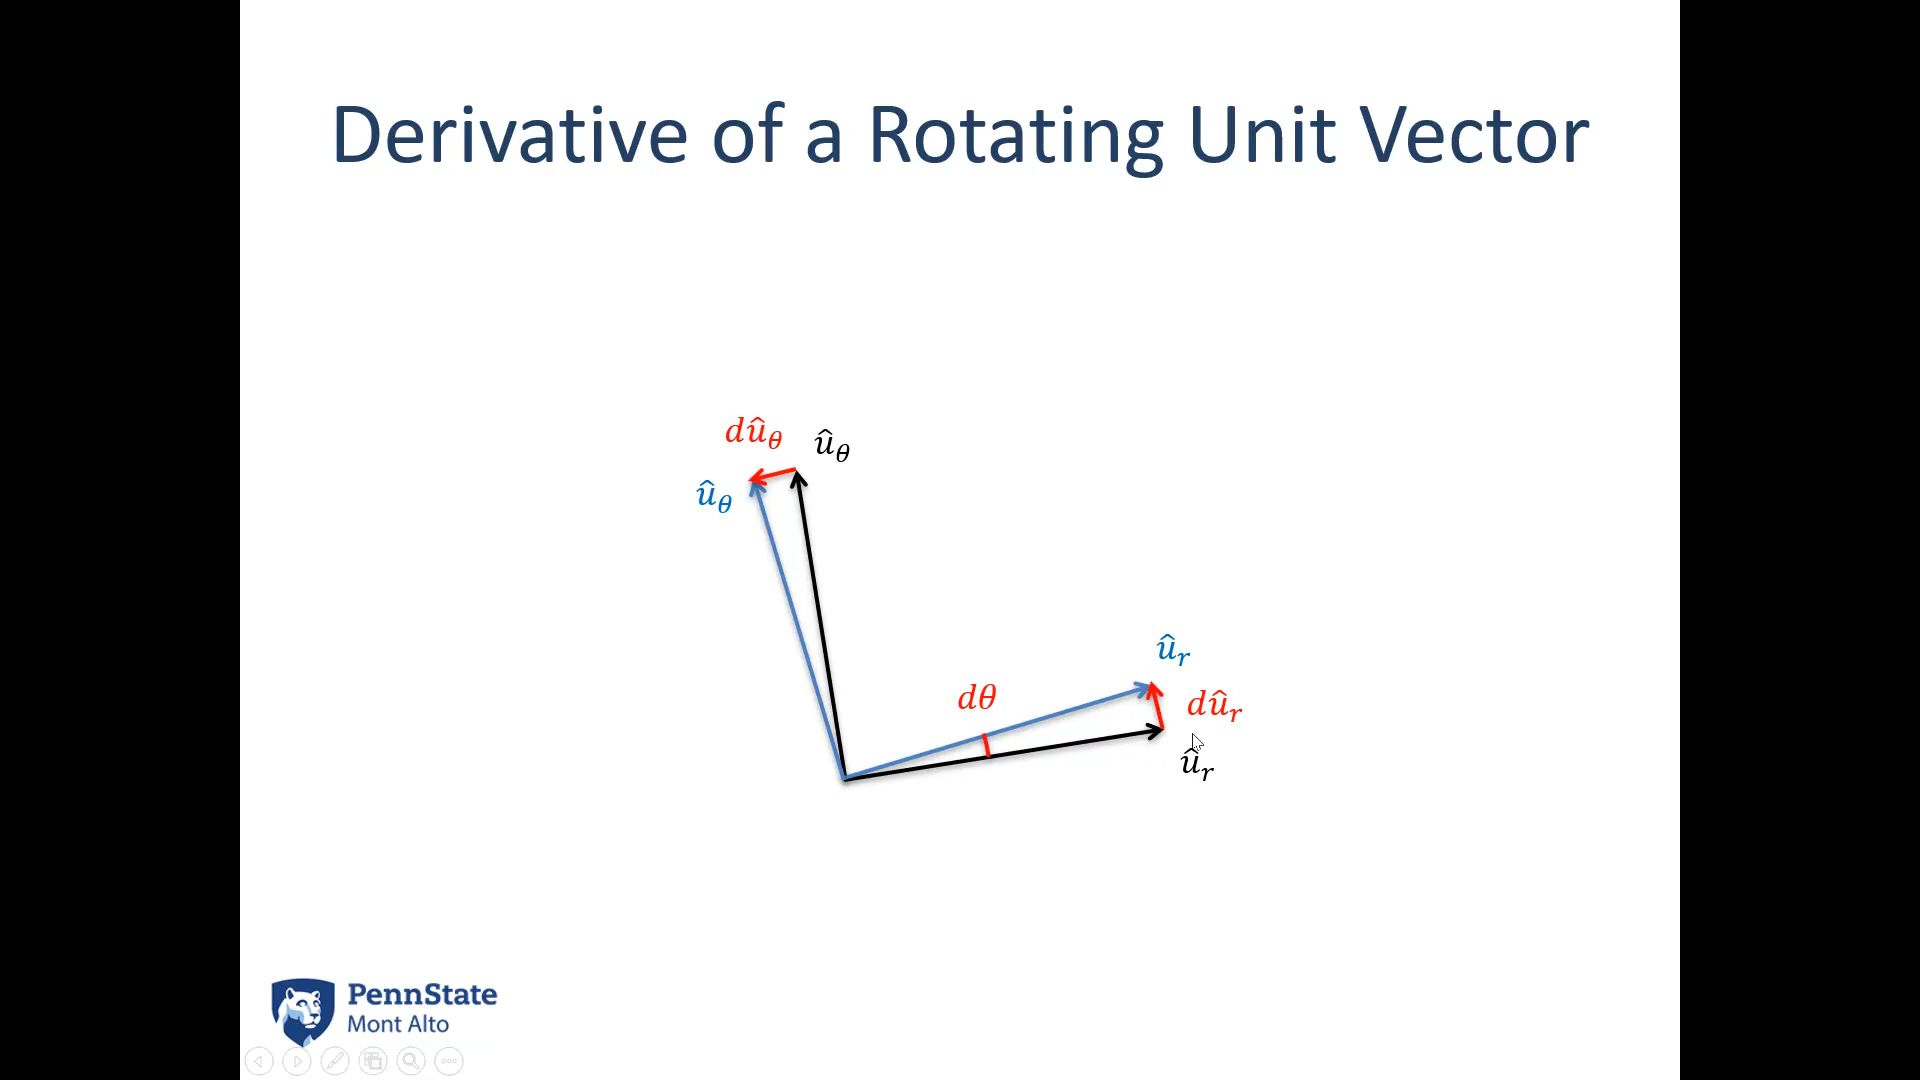 Derivative of a Rotating Unit Vector
dû_θ
û_θ
û_θ
û_r
dθ
dû_r
û_r
PennState
Mont Alto